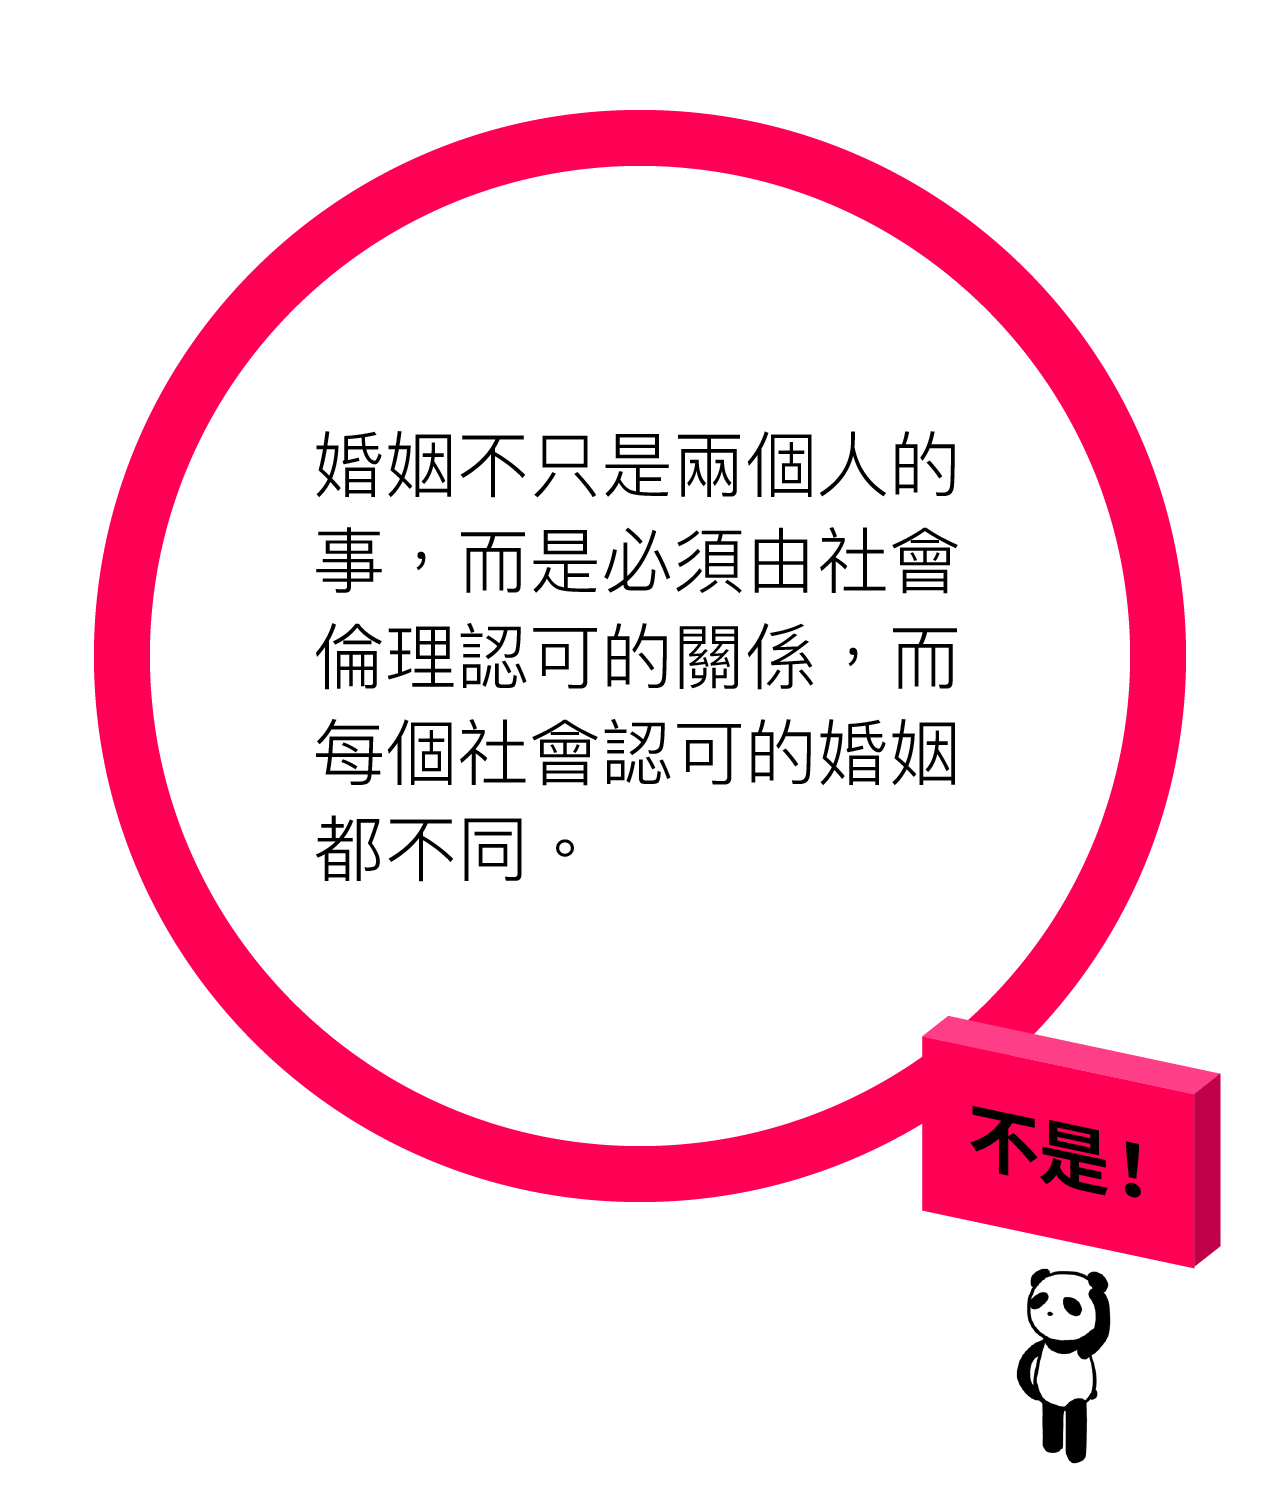 婚姻不只是兩個人的
事，而是必須由社會
倫理認可的關係，而
每個社會認可的婚姻
都不同。
不是！